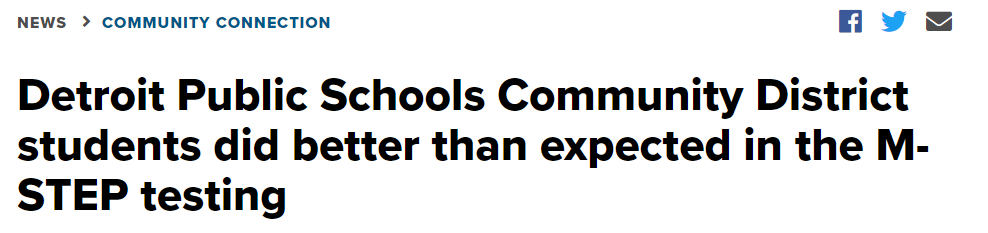 NEWS > COMMUNITY CONNECTION
Detroit Public Schools Community District
students did better than expected in the M-
STEP testing